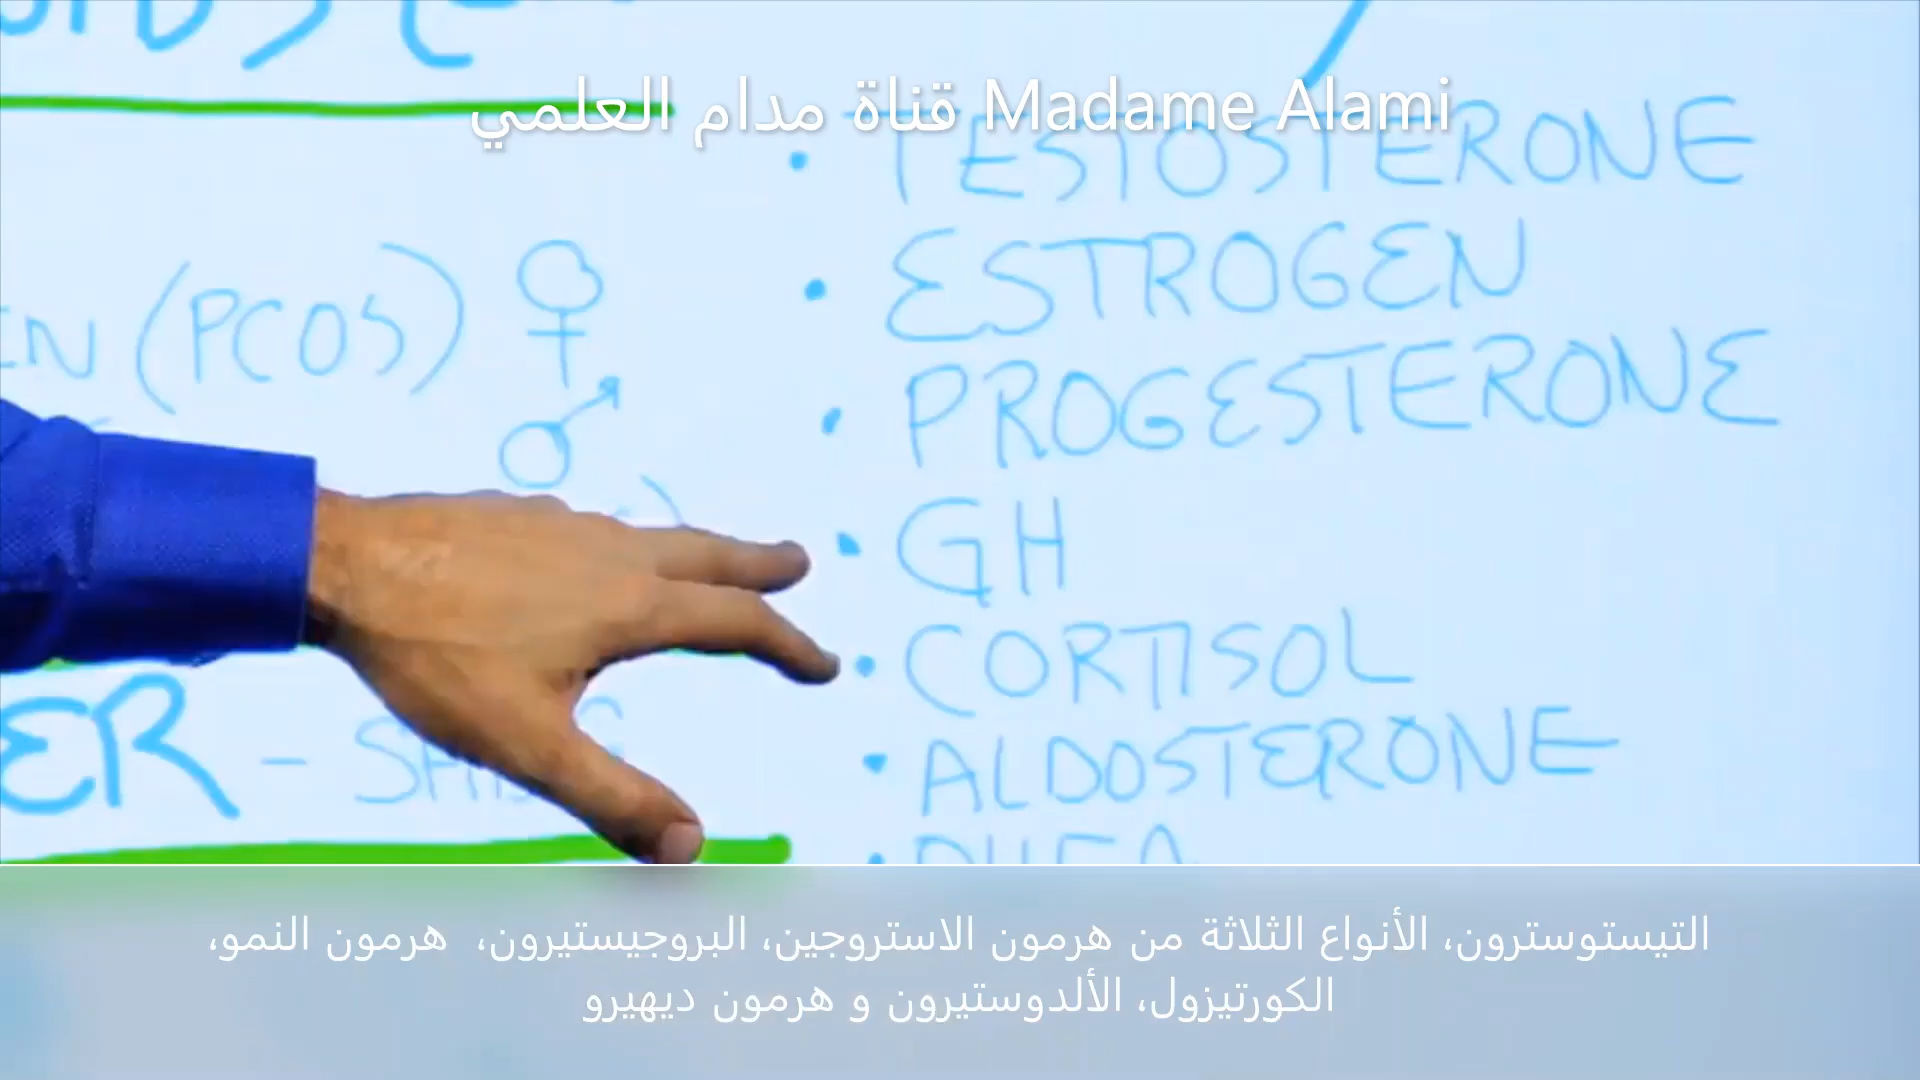 قناة مدام العلمي Madame Alami
• TESTOSTERONE
• ESTROGEN
(PCOS) ♀
• PROGESTERONE
♂
• GH
• CORTISOL
ER -
• ALDOSTERONE
التيستوسترون، الأنواع الثلاثة من هرمون الاستروجين، البروجيستيرون، هرمون النمو،
الكورتيزول، الألدوستيرون و هرمون ديهيرو